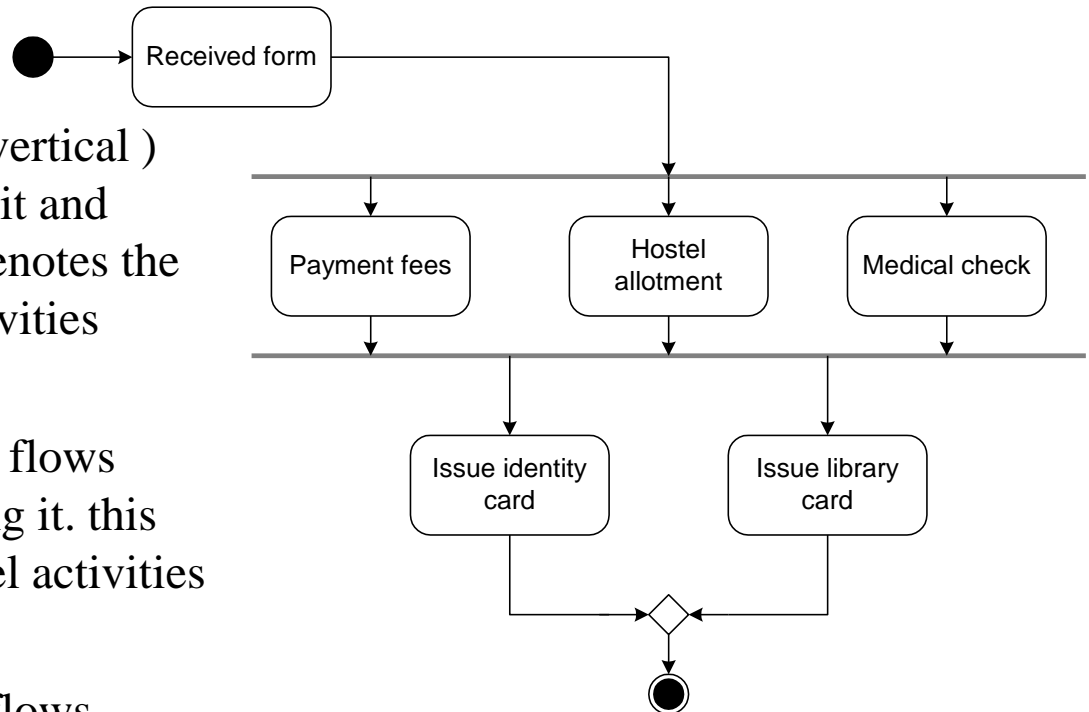 Received form
vertical )
it and
enotes the
vities
flows
g it. this
el activities
flows
Payment fees
Hostel
allotment
Medical check
Issue identity
card
Issue library
card